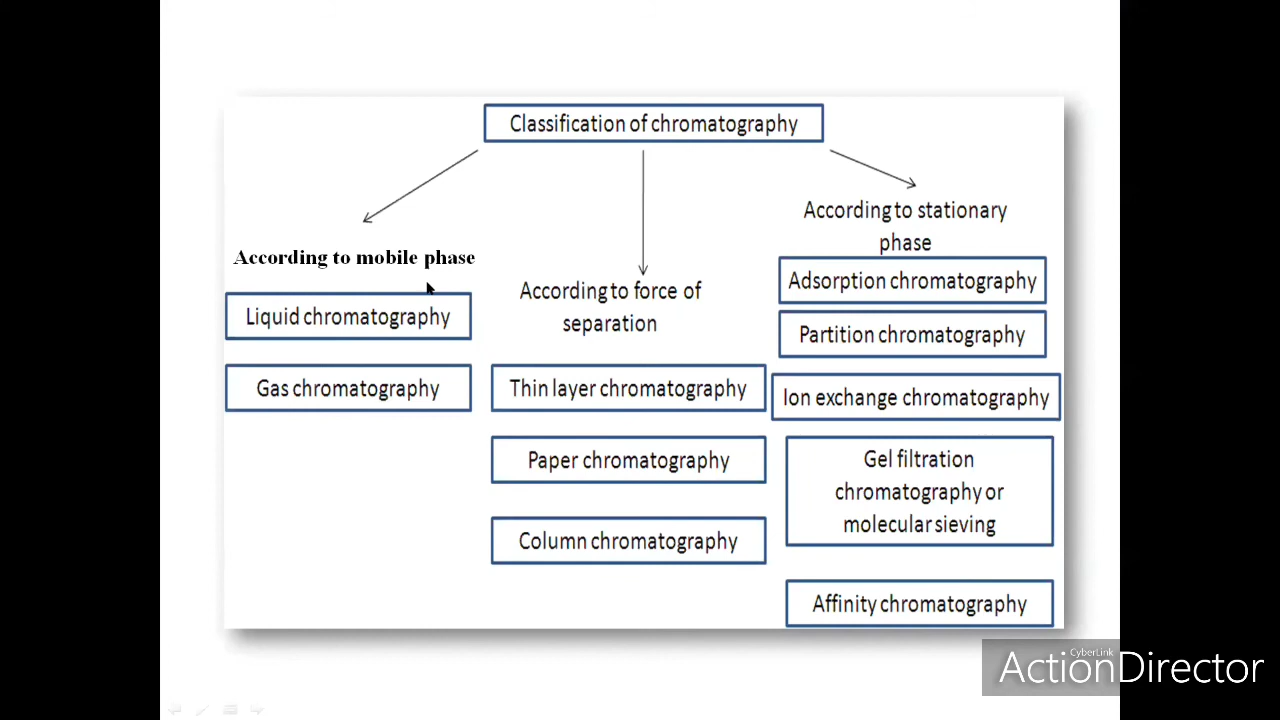 Classification of chromatography
According to mobile phase
Liquid chromatography
Gas chromatography
According to force of
separation
Thin layer chromatography
Paper chromatography
Column chromatography
According to stationary
phase
Adsorption chromatography
Partition chromatography
Ion exchange chromatography
Gel filtration
chromatography or
molecular sieving
Affinity chromatography
CyberLink
ActionDirector